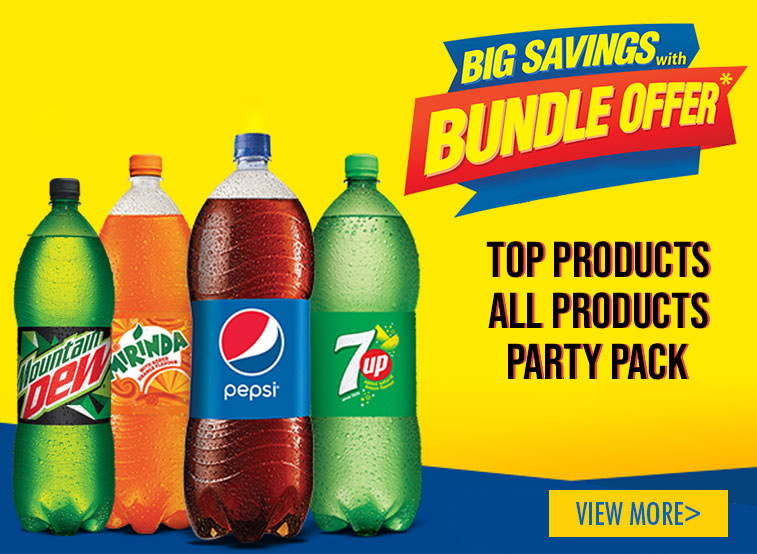 BIG SAVINGS with
BUNDLE OFFER*
TOP PRODUCTS
ALL PRODUCTS
PARTY PACK
Mountain
Dew
MIRINDA
pepsi
7up
VIEW MORE>